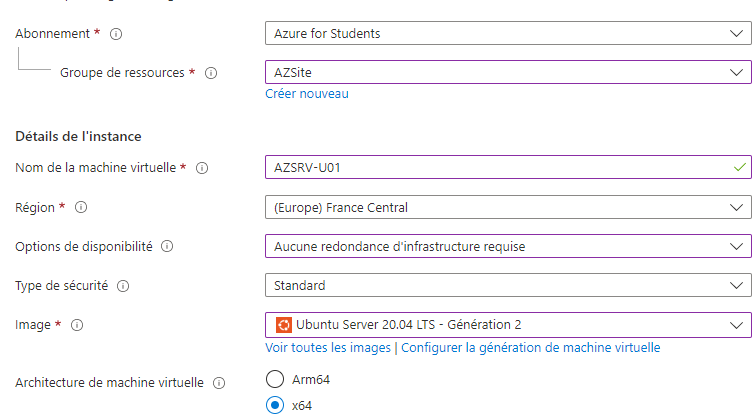 Abonnement * Azure for Students
Groupe de ressources * AZSite
Créer nouveau
Détails de l'instance
Nom de la machine virtuelle * AZSRV-U01
Région * (Europe) France Central
Options de disponibilité Aucune redondance d'infrastructure requise
Type de sécurité Standard
Image * Ubuntu Server 20.04 LTS - Génération 2
Voir toutes les images | Configurer la génération de machine virtuelle
Architecture de machine virtuelle Arm64
x64